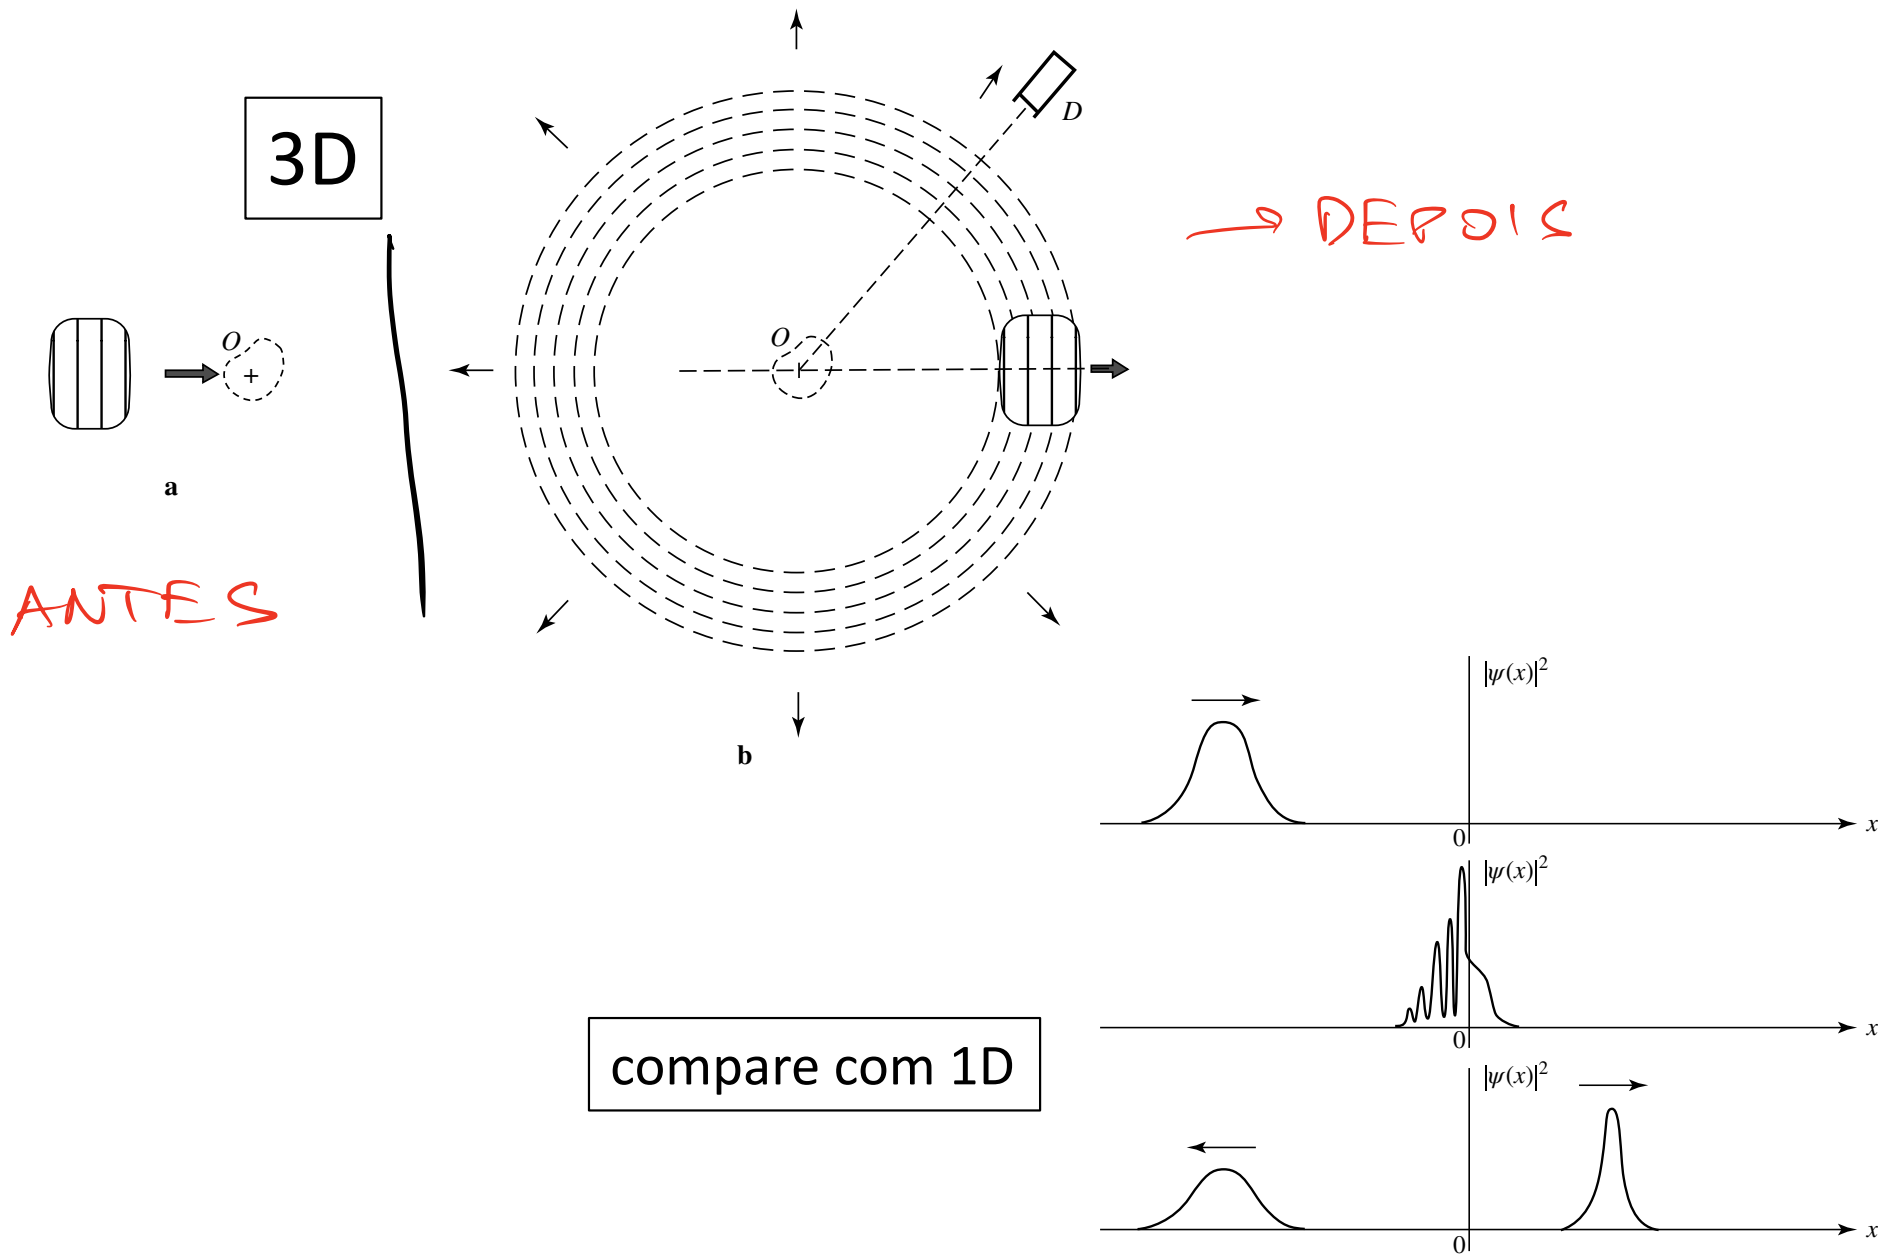 3D
D
DEPOIS
O
+
O
a
ANTES
b
|ψ(x)|²
0
x
|ψ(x)|²
0
x
compare com 1D
|ψ(x)|²
0
x